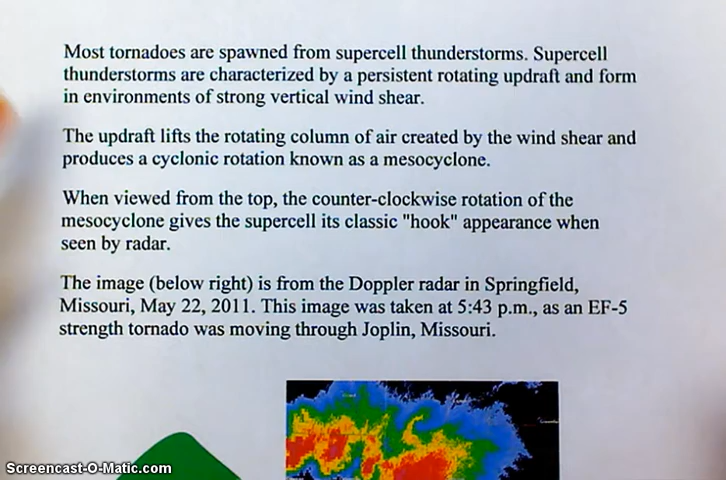 Most tornadoes are spawned from supercell thunderstorms. Supercell
thunderstorms are characterized by a persistent rotating updraft and form
in environments of strong vertical wind shear.
The updraft lifts the rotating column of air created by the wind shear and
produces a cyclonic rotation known as a mesocyclone.
When viewed from the top, the counter-clockwise rotation of the
mesocyclone gives the supercell its classic "hook" appearance when
seen by radar.
The image (below right) is from the Doppler radar in Springfield,
Missouri, May 22, 2011. This image was taken at 5:43 p.m., as an EF-5
strength tornado was moving through Joplin, Missouri.
Screencast-O-Matic.com